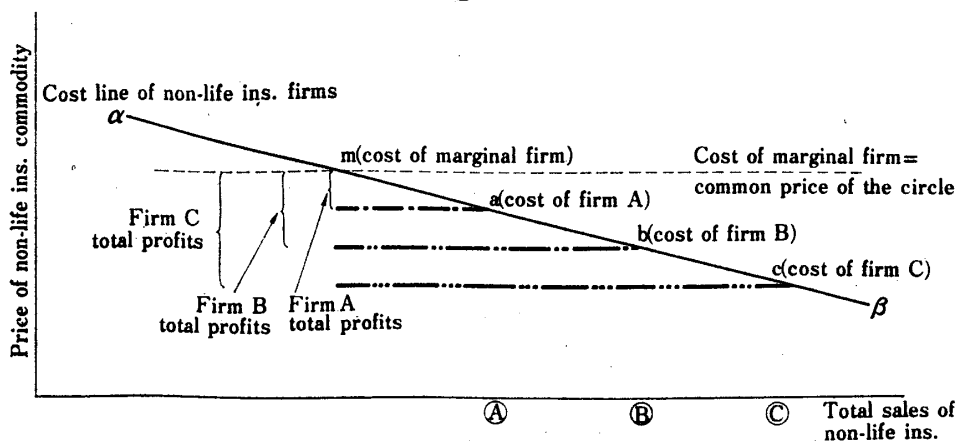 Price of non-life ins. commodity
Cost line of non-life ins. firms
α
m(cost of marginal firm)
Cost of marginal firm=
common price of the circle
a(cost of firm A)
b(cost of firm B)
c(cost of firm C)
β
Firm C
total profits
Firm B
total profits
Firm A
total profits
Ⓐ
Ⓑ
Ⓒ
Total sales of
non-life ins.